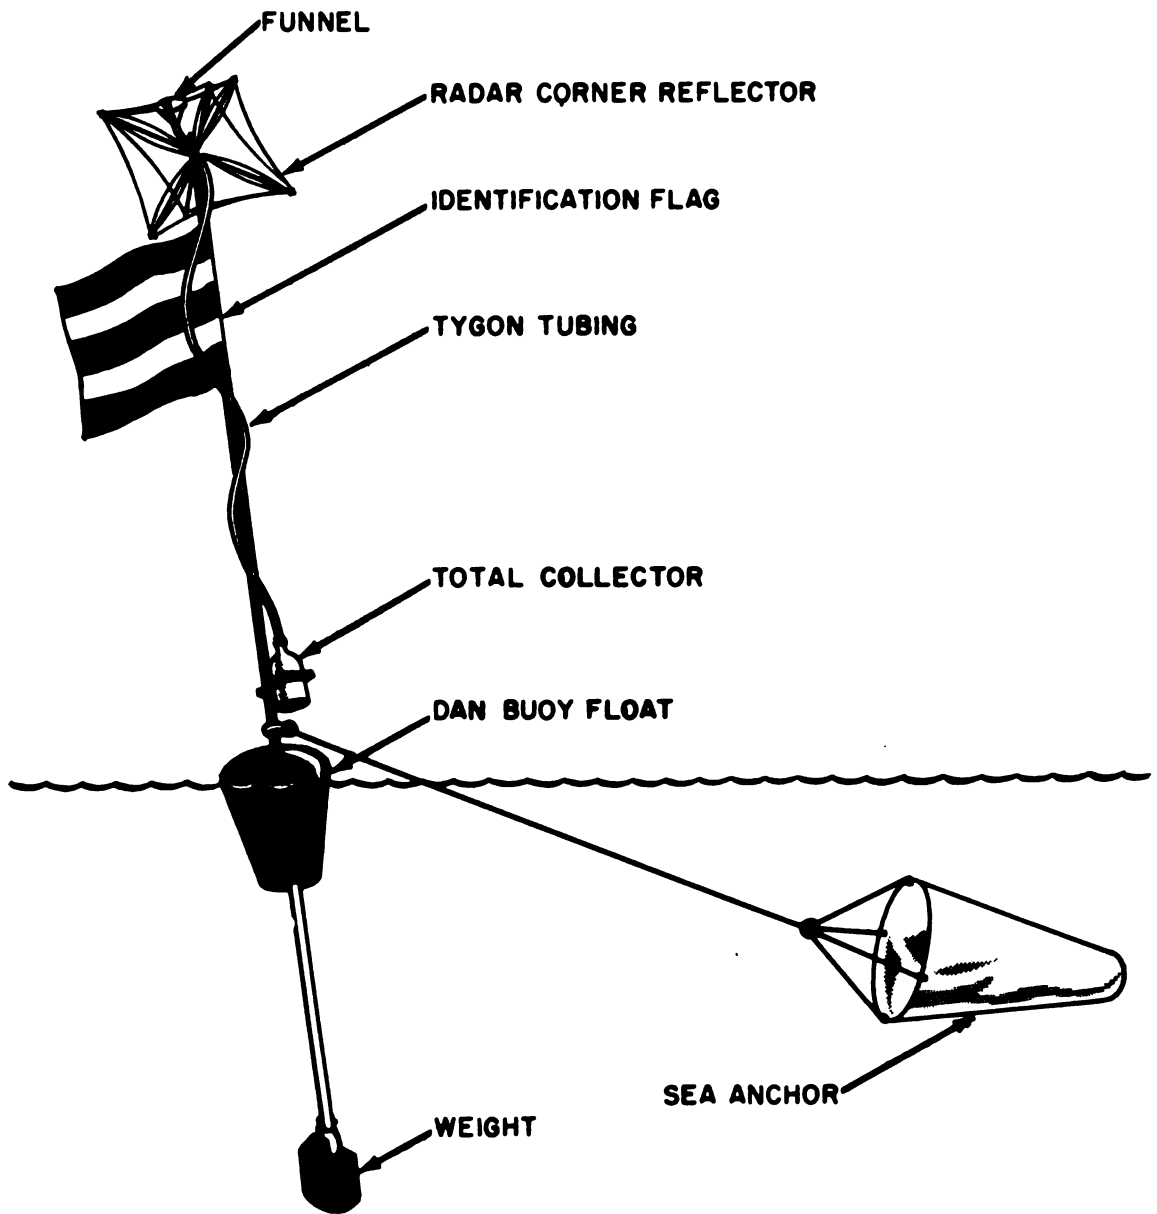 FUNNEL
RADAR CORNER REFLECTOR
IDENTIFICATION FLAG
TYGON TUBING
TOTAL COLLECTOR
DAN BUOY FLOAT
SEA ANCHOR
WEIGHT